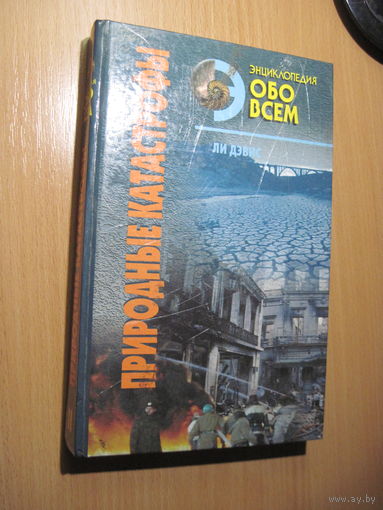 ЭНЦИКЛОПЕДИЯ
ОБО
ВСЕМ
ЛИ ДЭВИС
ПРИРОДНЫЕ КАТАСТРОФЫ
www.ay.by